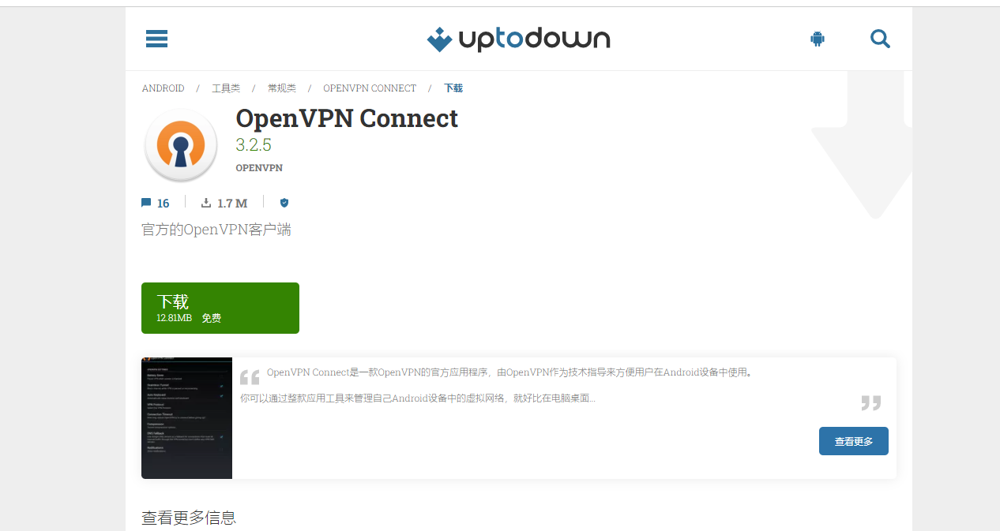 uptodown
ANDROID / 工具类 / 常规类 / OPENVPN CONNECT / 下载
OpenVPN Connect
3.2.5
OPENVPN
16 1.7 M
官方的OpenVPN客户端
下载
12.81MB 免费
OpenVPN Connect是一款OpenVPN的官方应用程序，由OpenVPN作为技术指导来方便用户在Android设备中使用。
你可以通过整款应用工具来管理自己Android设备中的虚拟网络，就好比在电脑桌面...
查看更多
查看更多信息